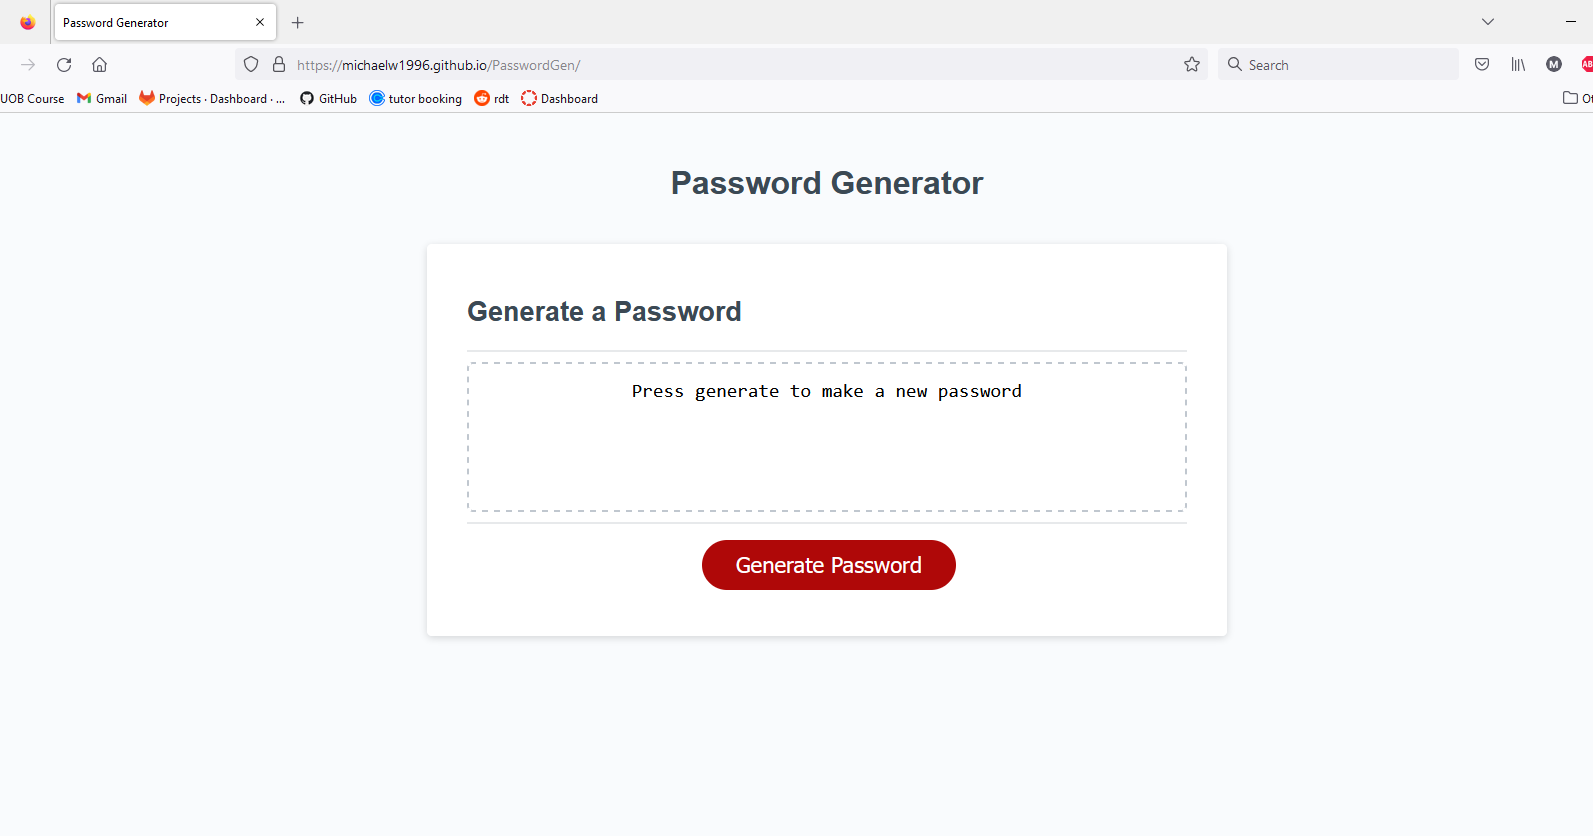 Password Generator
https://michaelw1996.github.io/PasswordGen/
Search
M
UOB Course
Gmail
Projects · Dashboard · ...
GitHub
tutor booking
rdt
Dashboard
Password Generator
Generate a Password
Press generate to make a new password
Generate Password